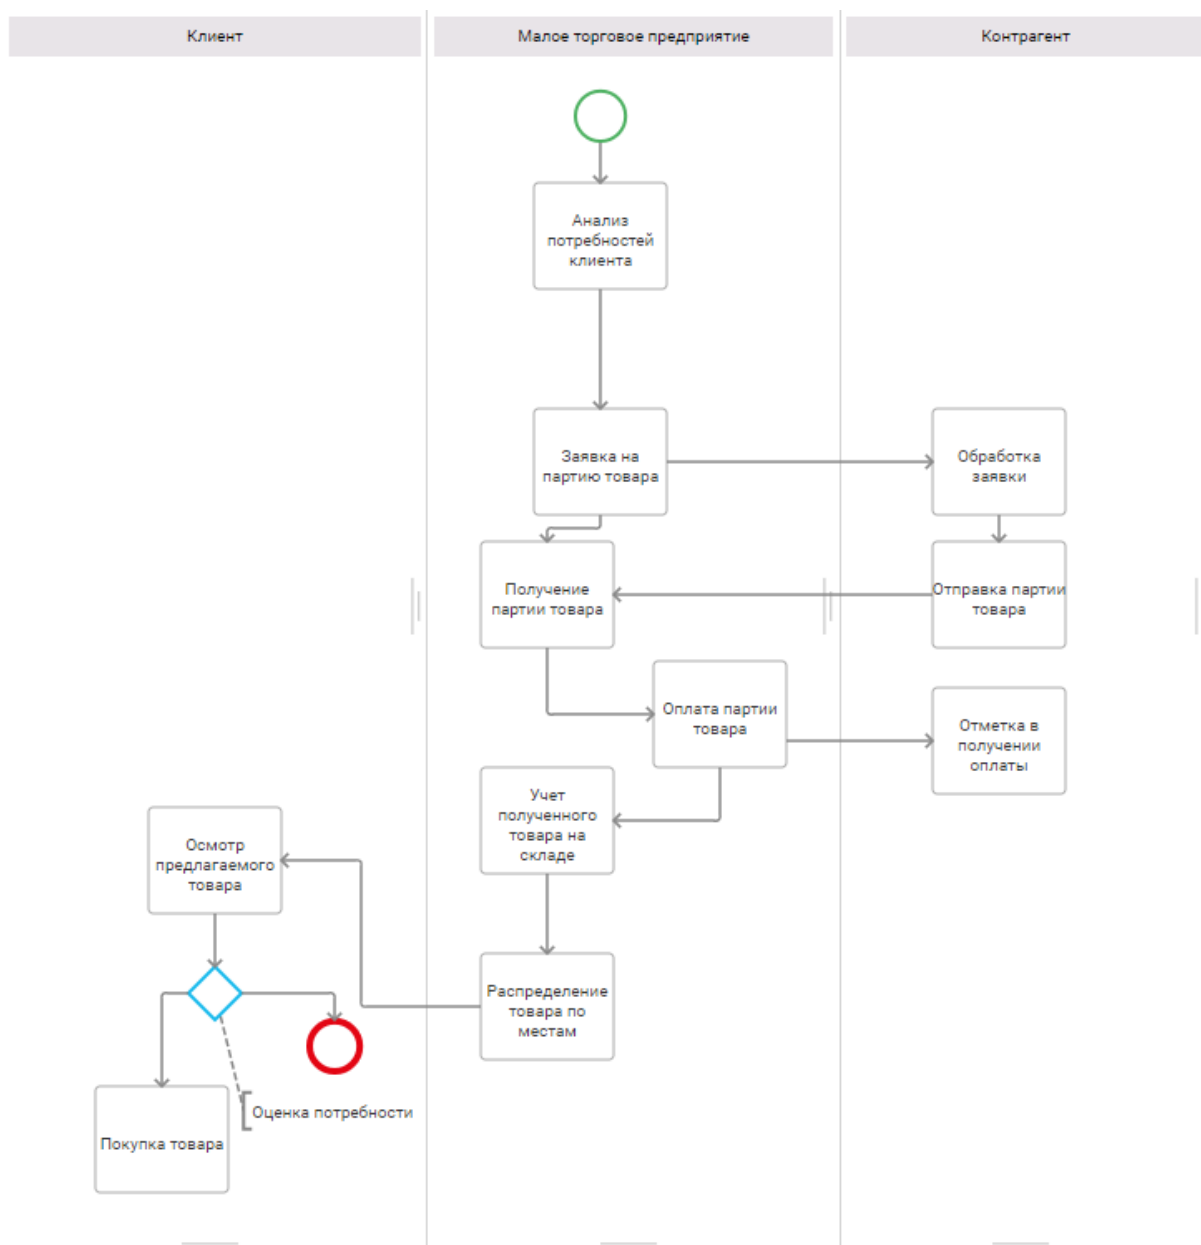 Клиент
Малое торговое предприятие
Контрагент
Анализ
потребностей
клиента
Заявка на
партию товара
Обработка
заявки
Получение
партии товара
Отправка партии
товара
Оплата партии
товара
Отметка в
получении
оплаты
Учет
полученного
товара на
складе
Осмотр
предлагаемого
товара
Распределение
товара по
местам
Оценка потребности
Покупка товара